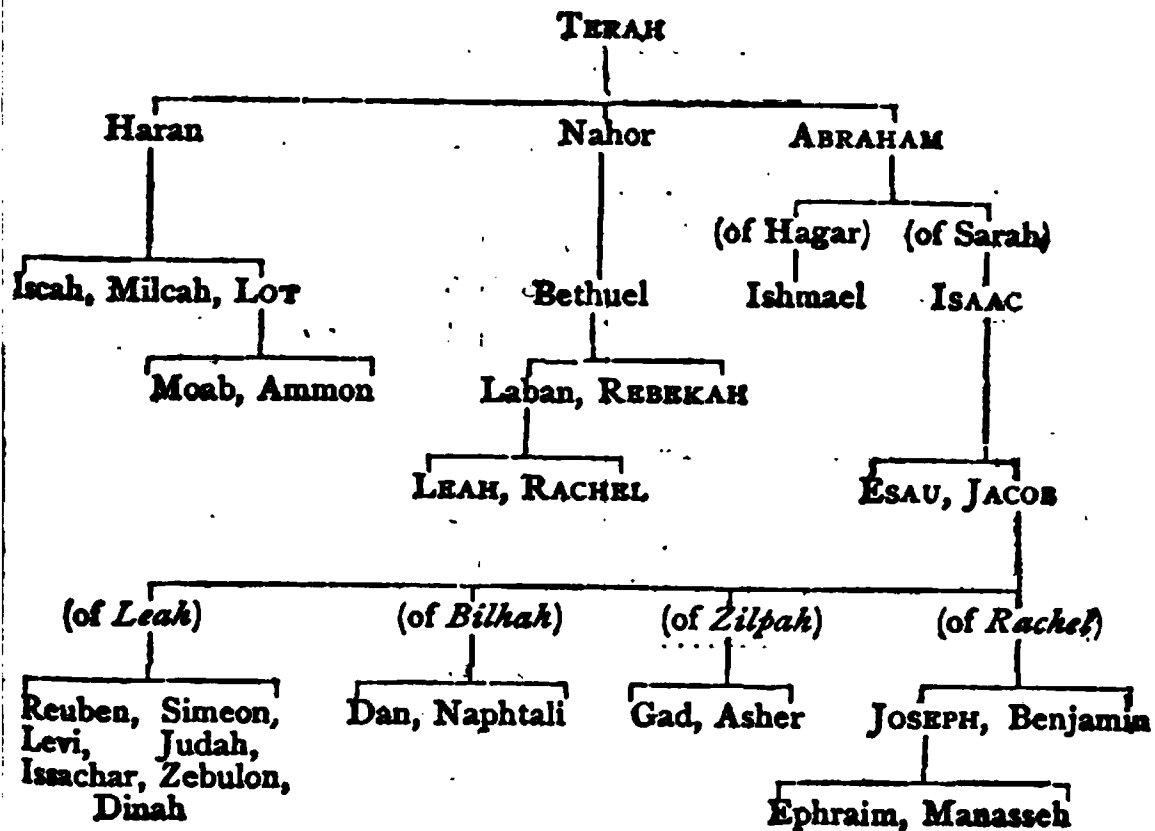 TERAH
Haran Nahor ABRAHAM
(of Hagar) (of Sarah)
Iscah, Milcah, LOT Bethuel Ishmael ISAAC
Moab, Ammon Laban, REBEKAH
LEAH, RACHEL ESAU, JACOB
(of Leah) (of Bilhah) (of Zilpah) (of Rachel)
Reuben, Simeon, Dan, Naphtali Gad, Asher JOSEPH, Benjamin
Levi, Judah,
Issachar, Zebulon,
Dinah Ephraim, Manasseh